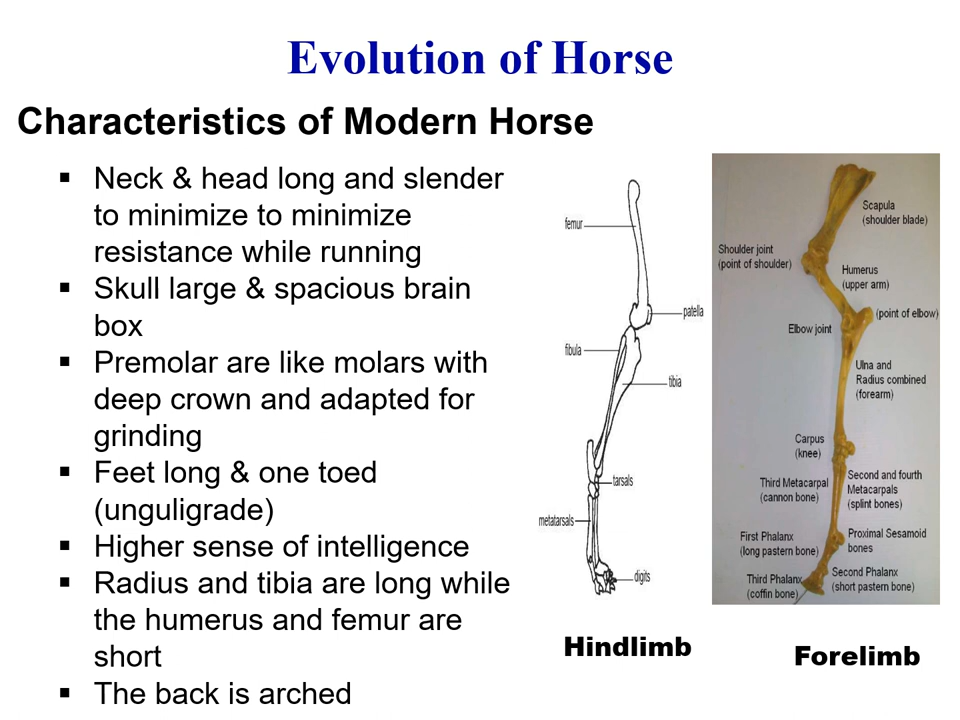 Evolution of Horse
Characteristics of Modern Horse
▪ Neck & head long and slender
to minimize to minimize
resistance while running
▪ Skull large & spacious brain
box
▪ Premolar are like molars with
deep crown and adapted for
grinding
▪ Feet long & one toed
(unguligrade)
▪ Higher sense of intelligence
▪ Radius and tibia are long while
the humerus and femur are
short
▪ The back is arched
femur
patella
fibula
tibia
tarsals
metatarsals
digits
Hindlimb
Scapula
(shoulder blade)
Shoulder joint
(point of shoulder)
Humerus
(upper arm)
(point of elbow)
Elbow joint
Ulna and
Radius combined
(forearm)
Carpus
(knee)
Third Metacarpal
(cannon bone)
Second and fourth
Metacarpals
(splint bones)
First Phalanx
(long pastern bone)
Proximal Sesamoid
bones
Third Phalanx
(coffin bone)
Second Phalanx
(short pastern bone)
Forelimb